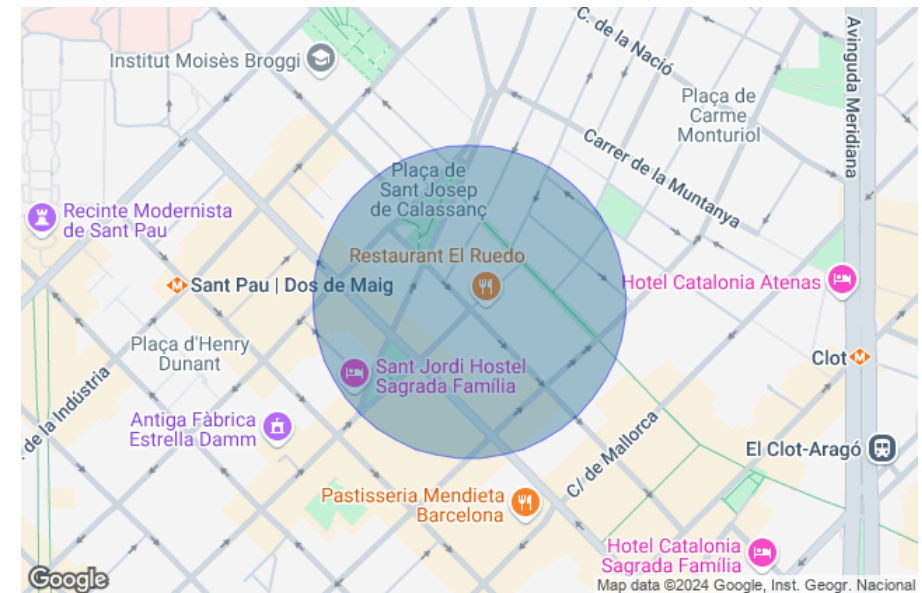 C. de la Nació
Institut Moisès Broggi
Avinguda Meridiana
Plaça de
Carme
Monturiol
Carrer de la Muntanya
Plaça de
Sant Josep
de Calassanç
Recinte Modernista
de Sant Pau
Restaurant El Ruedo
Sant Pau | Dos de Maig
Hotel Catalonia Atenas
Plaça d'Henry
Dunant
Clot
Sant Jordi Hostel
Sagrada Família
de la Indústria
Antiga Fàbrica
Estrella Damm
C/ de Mallorca
El Clot-Aragó
Pastisseria Mendieta
Barcelona
Hotel Catalonia
Sagrada Família
Google
Map data ©2024 Google, Inst. Geogr. Nacional